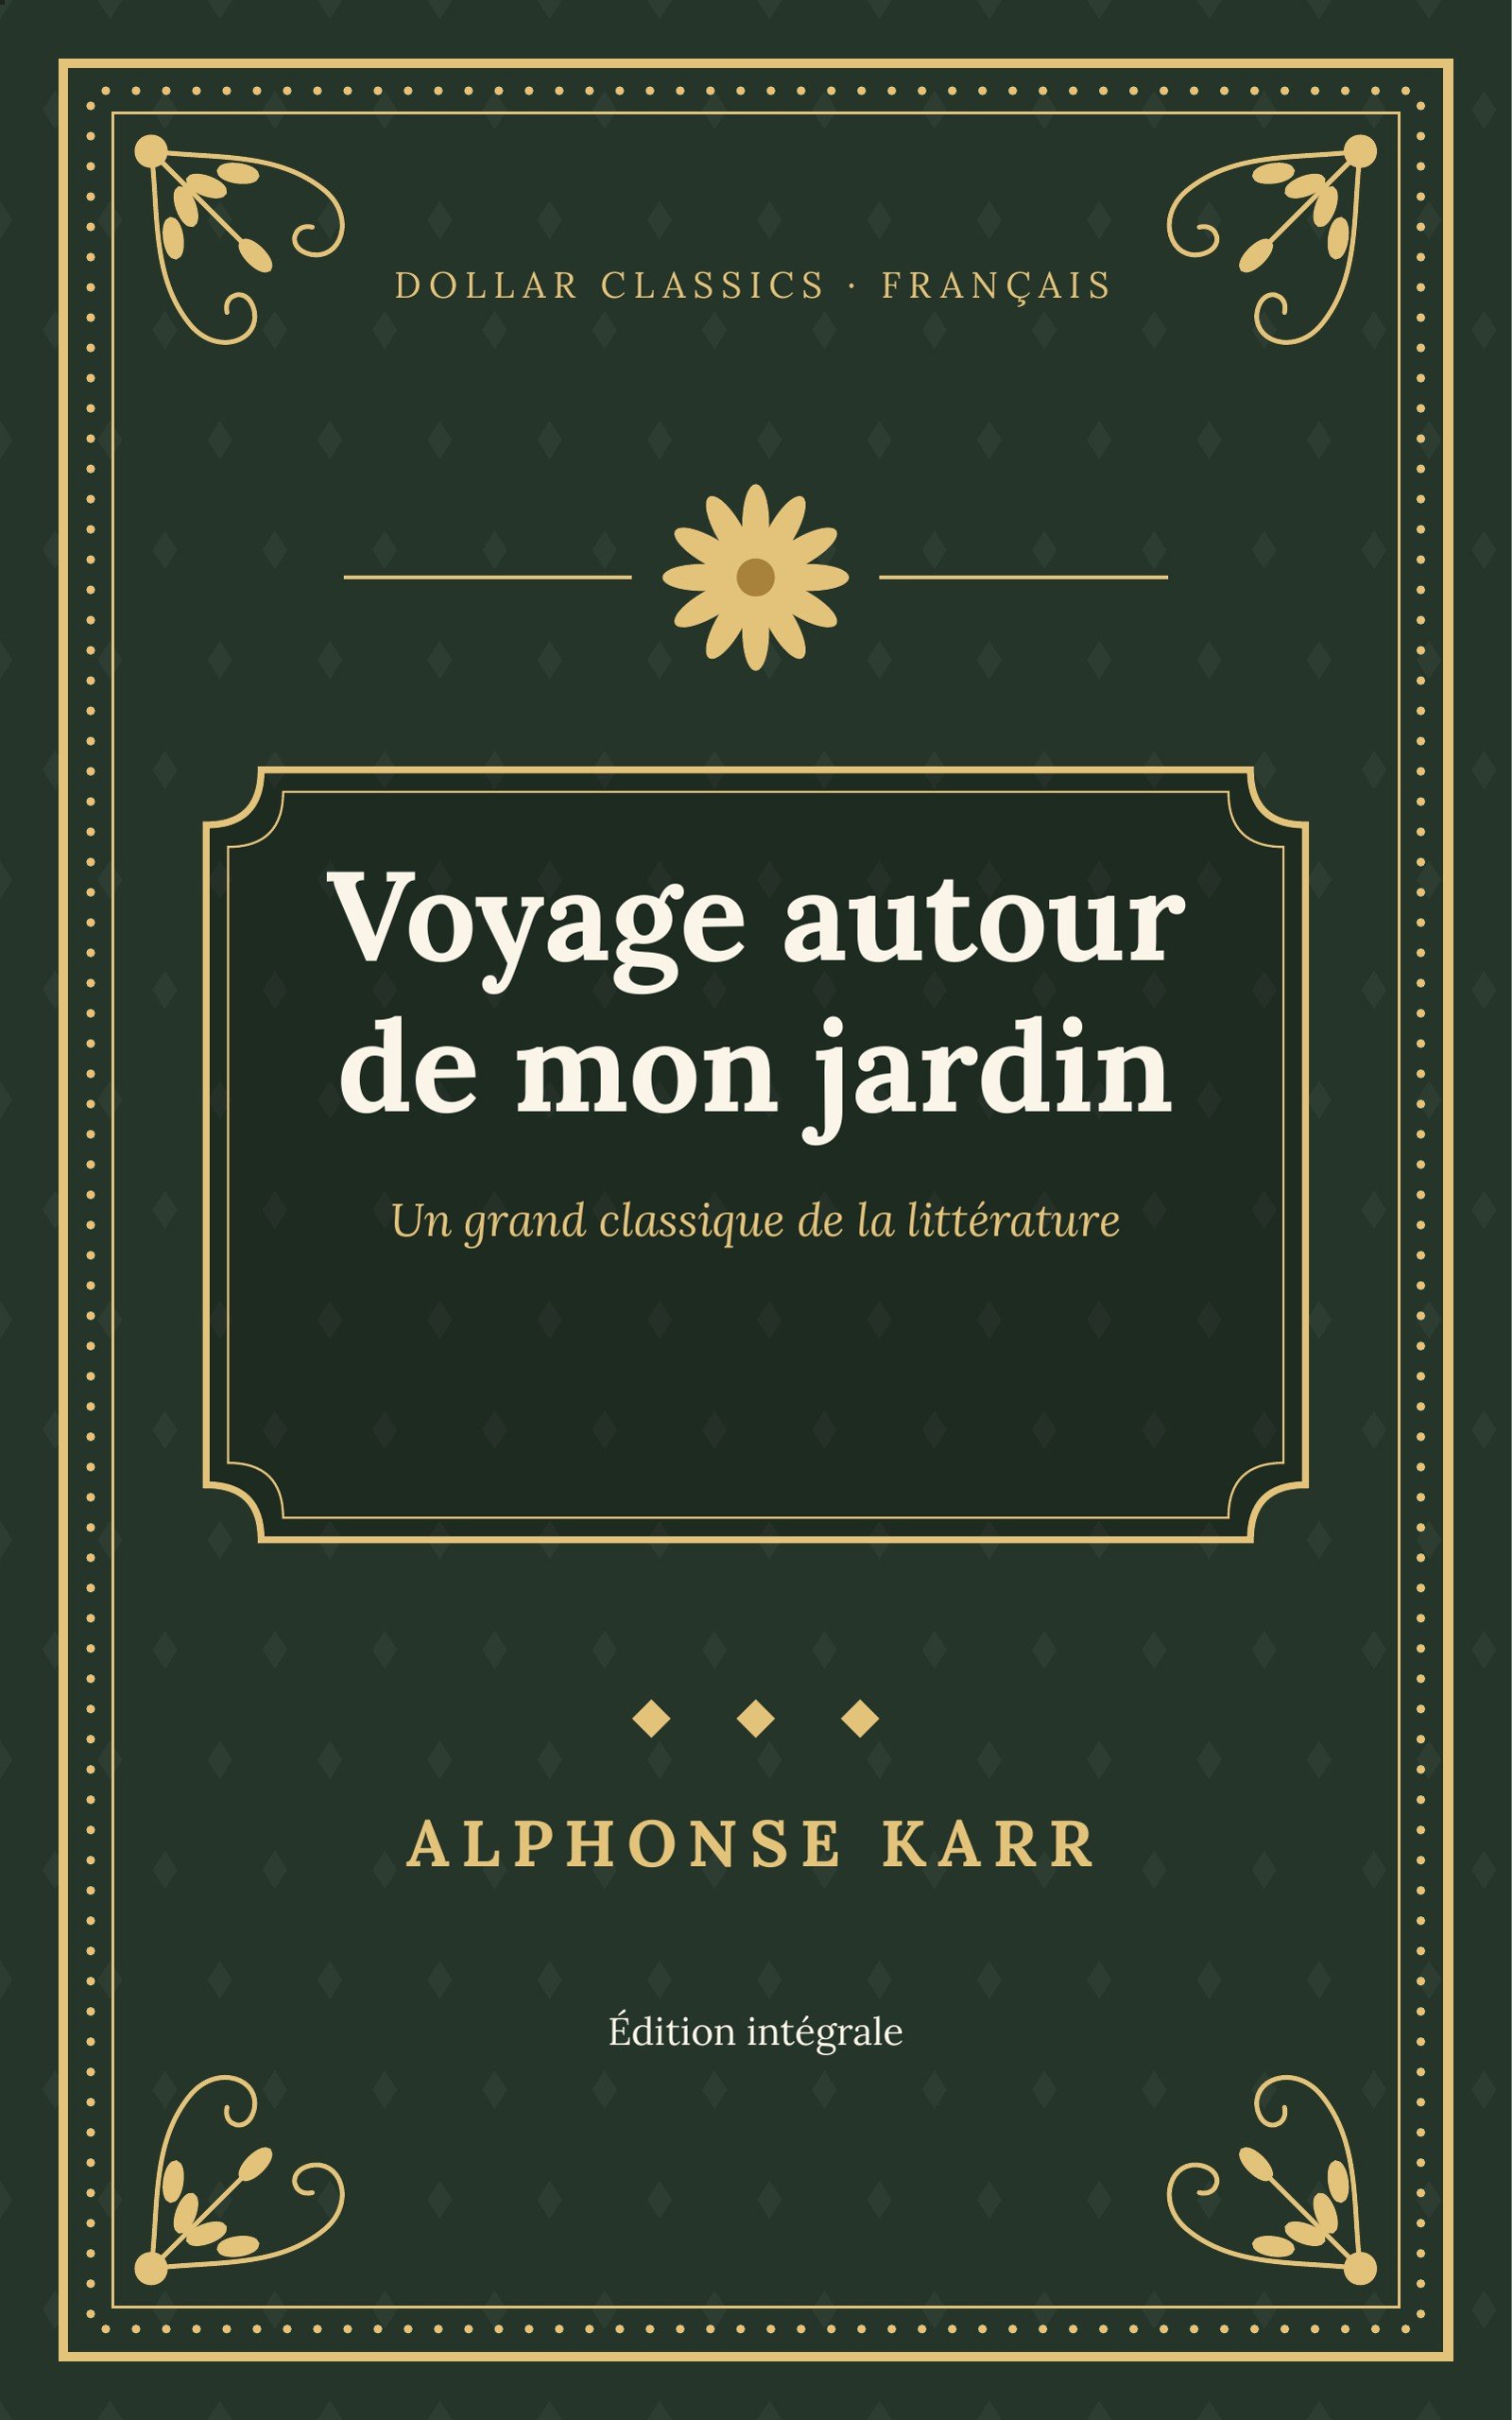 DOLLAR CLASSICS · FRANÇAIS
Voyage autour
de mon jardin
Un grand classique de la littérature
ALPHONSE KARR
Édition intégrale